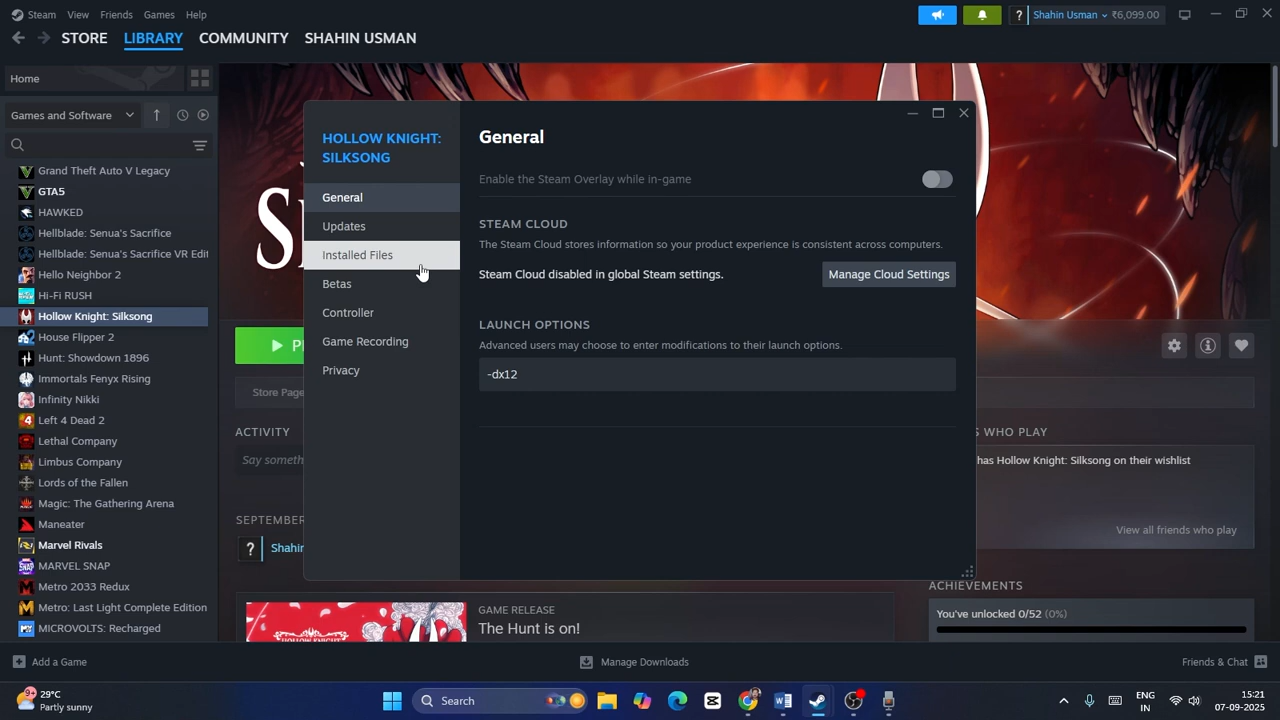 Steam View Friends Games Help
? Shahin Usman ₹6,099.00
STORE LIBRARY COMMUNITY SHAHIN USMAN
Home
Games and Software
Grand Theft Auto V Legacy
GTA5
HAWKED
Hellblade: Senua's Sacrifice
Hellblade: Senua's Sacrifice VR Edit
Hello Neighbor 2
Hi-Fi RUSH
Hollow Knight: Silksong
House Flipper 2
Hunt: Showdown 1896
Immortals Fenyx Rising
Infinity Nikki
Left 4 Dead 2
Lethal Company
Limbus Company
Lords of the Fallen
Magic: The Gathering Arena
Maneater
Marvel Rivals
MARVEL SNAP
Metro 2033 Redux
Metro: Last Light Complete Edition
MICROVOLTS: Recharged
HOLLOW KNIGHT:
SILKSONG
General
Updates
Installed Files
Betas
Controller
Game Recording
Privacy
General
Enable the Steam Overlay while in-game
STEAM CLOUD
The Steam Cloud stores information so your product experience is consistent across computers.
Steam Cloud disabled in global Steam settings.
Manage Cloud Settings
LAUNCH OPTIONS
Advanced users may choose to enter modifications to their launch options.
-dx12
S
Store Page
ACTIVITY
Say someth
SEPTEMBER
? Shahin
GAME RELEASE
The Hunt is on!
S WHO PLAY
has Hollow Knight: Silksong on their wishlist
View all friends who play
ACHIEVEMENTS
You've unlocked 0/52 (0%)
Add a Game
Manage Downloads
Friends & Chat
29°C
Partly sunny
Search
ENG
IN
15:21
07-09-2025